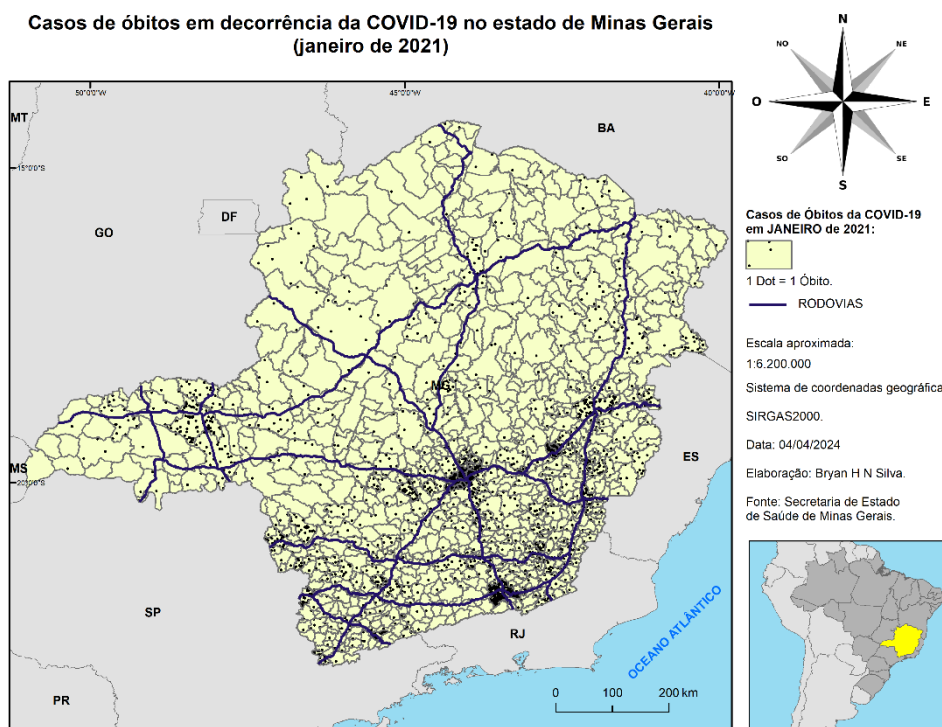 Casos de óbitos em decorrência da COVID-19 no estado de Minas Gerais
(janeiro de 2021)
N
NO
NE
O
E
SO
SE
S
50°0'0"W
45°0'0"W
40°0'0"W
MT
BA
15°0'0"S
DF
GO
MG
MS
20°0'0"S
ES
SP
RJ
OCEANO ATLÂNTICO
PR
0 100 200 km
Casos de Óbitos da COVID-19
em JANEIRO de 2021:
1 Dot = 1 Óbito.
RODOVIAS
Escala aproximada:
1:6.200.000
Sistema de coordenadas geográfica
SIRGAS2000.
Data: 04/04/2024
Elaboração: Bryan H N Silva.
Fonte: Secretaria de Estado
de Saúde de Minas Gerais.